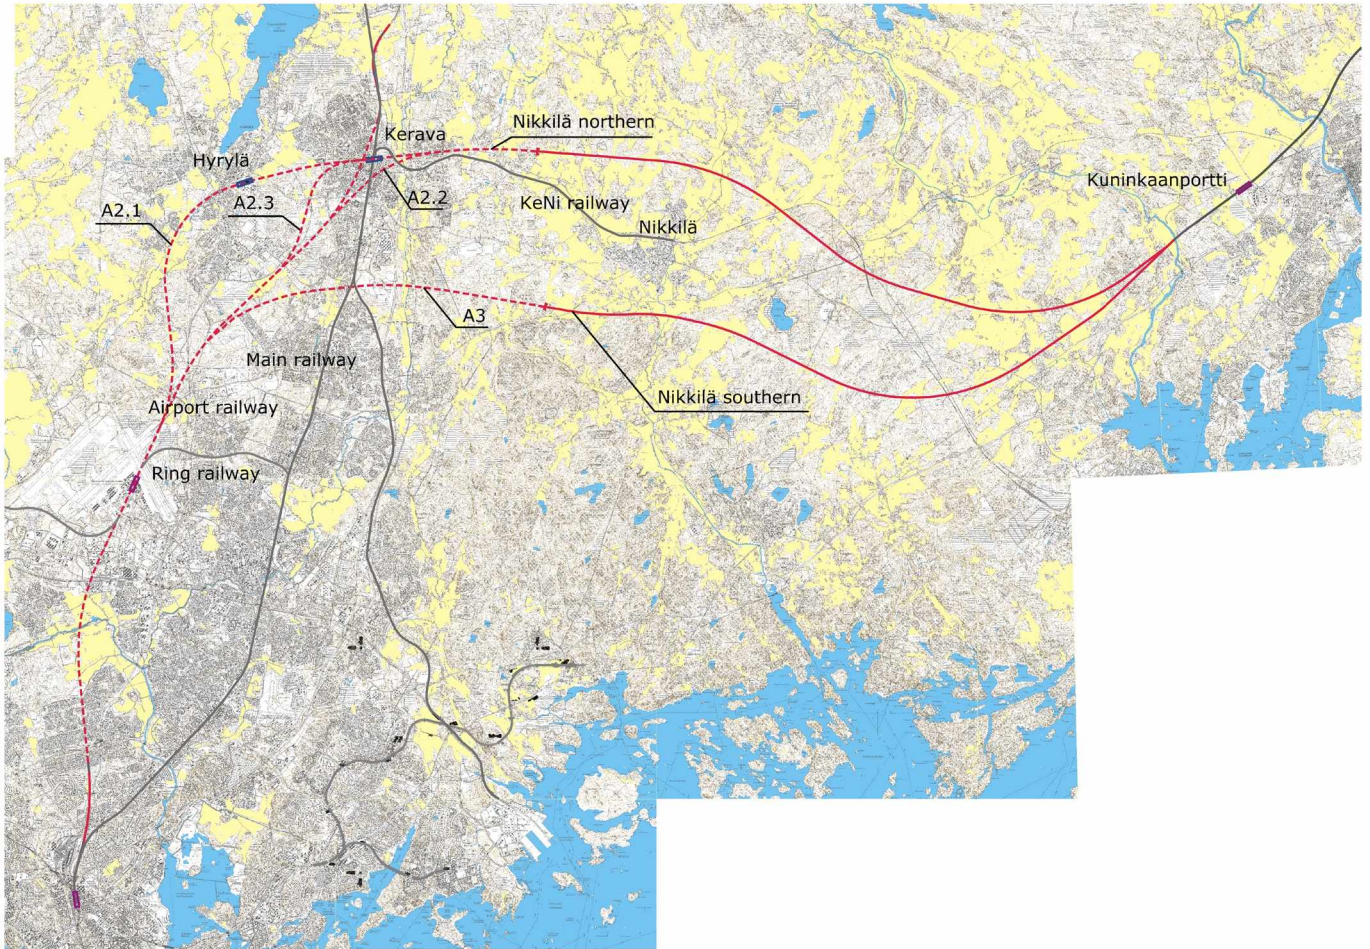 Nikkilä northern
Kerava
Hyrylä
Kuninkaanportti
A2.1
A2.3
A2.2
KeNi railway
Nikkilä
A3
Main railway
Nikkilä southern
Airport railway
Ring railway